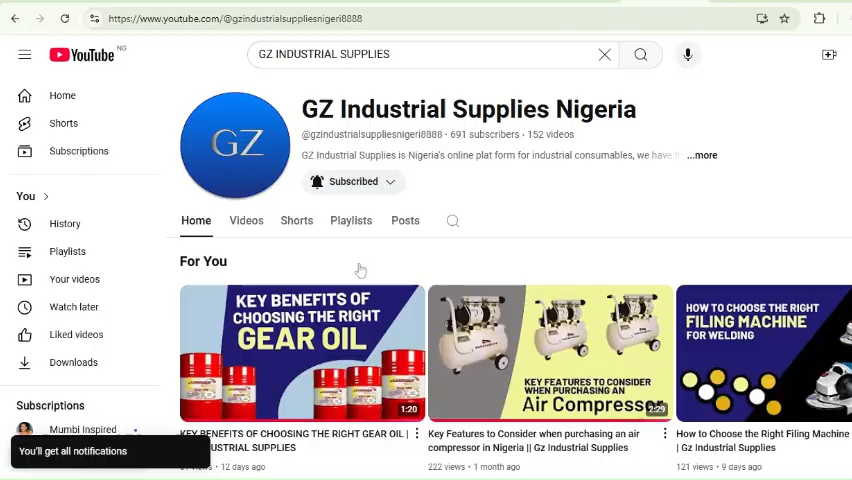 https://www.youtube.com/@gzindustrialsuppliesnigeri8888
YouTube NG
GZ INDUSTRIAL SUPPLIES
Home
Shorts
Subscriptions
You
History
Playlists
Your videos
Watch later
Liked videos
Downloads
Subscriptions
Mumbi Inspired
You'll get all notifications
GZ
GZ Industrial Supplies Nigeria
@gzindustrialsuppliesnigeri8888 • 691 subscribers • 152 videos
GZ Industrial Supplies is Nigeria's online plat form for industrial consumables, we have ...more
Subscribed
Home Videos Shorts Playlists Posts
For You
KEY BENEFITS OF
CHOOSING THE RIGHT
GEAR OIL
1:20
KEY BENEFITS OF CHOOSING THE RIGHT GEAR OIL |
USTRIAL SUPPLIES
views • 12 days ago
KEY FEATURES TO CONSIDER
WHEN PURCHASING AN
Air Compressor
2:29
Key Features to Consider when purchasing an air
compressor in Nigeria || Gz Industrial Supplies
222 views • 1 month ago
HOW TO CHOOSE THE RIGHT
FILING MACHINE
FOR WELDING
How to Choose the Right Filing Machine
| Gz Industrial Supplies
121 views • 9 days ago